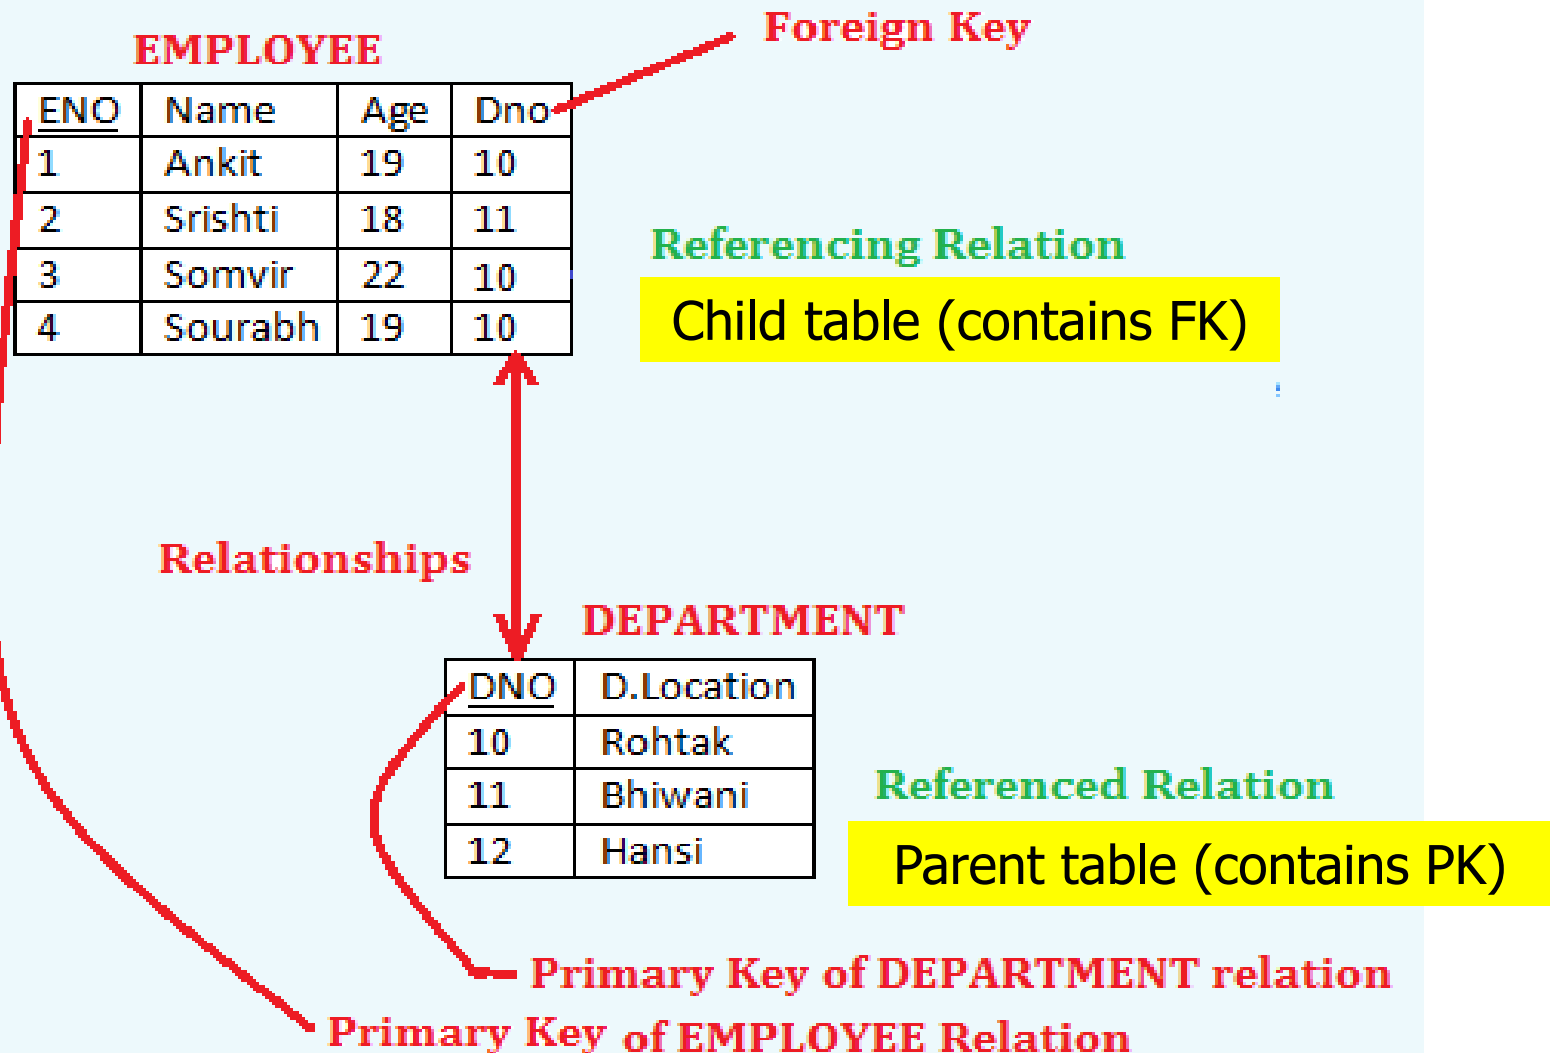 Foreign Key
EMPLOYEE
ENO Name Age Dno
1 Ankit 19 10
2 Srishti 18 11
3 Somvir 22 10
4 Sourabh 19 10
Referencing Relation
Child table (contains FK)
Relationships
DEPARTMENT
DNO D.Location
10 Rohtak
11 Bhiwani
12 Hansi
Referenced Relation
Parent table (contains PK)
Primary Key of DEPARTMENT relation
Primary Key of EMPLOYEE Relation